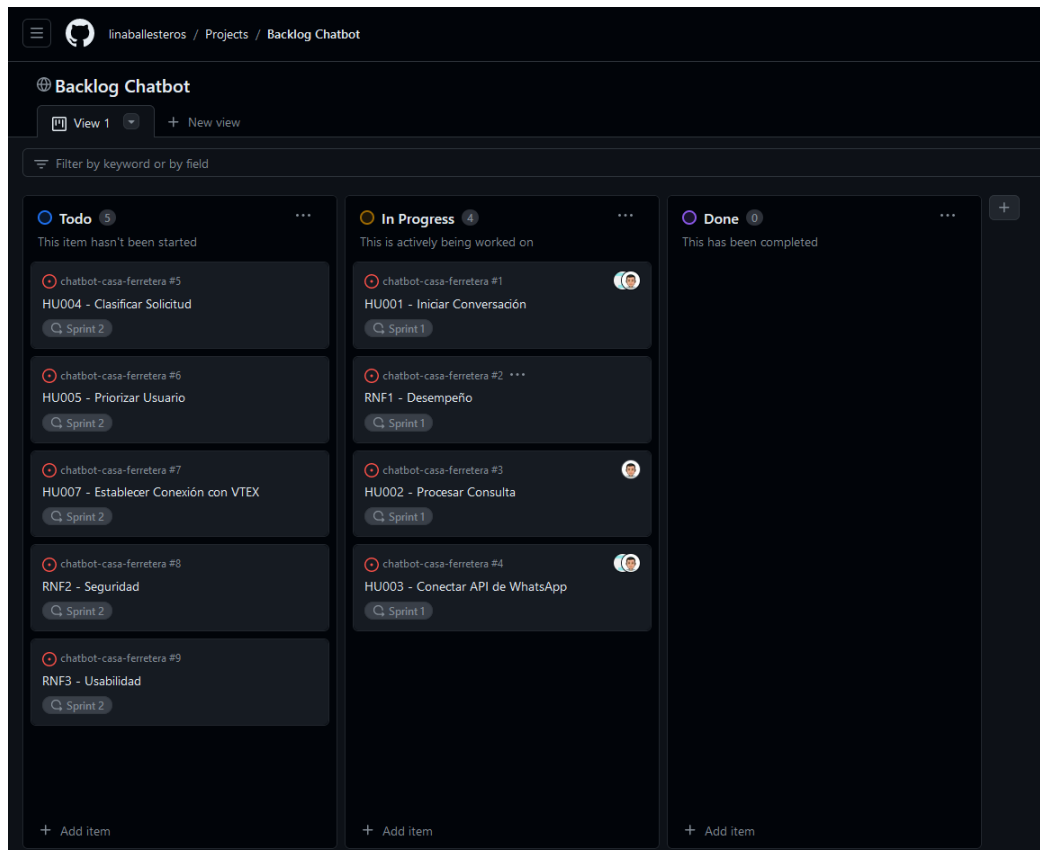 linaballesteros / Projects / Backlog Chatbot
Backlog Chatbot
View 1
+ New view
Filter by keyword or by field
Todo 5
This item hasn't been started
chatbot-casa-ferretera #5
HU004 - Clasificar Solicitud
Sprint 2
chatbot-casa-ferretera #6
HU005 - Priorizar Usuario
Sprint 2
chatbot-casa-ferretera #7
HU007 - Establecer Conexión con VTEX
Sprint 2
chatbot-casa-ferretera #8
RNF2 - Seguridad
Sprint 2
chatbot-casa-ferretera #9
RNF3 - Usabilidad
Sprint 2
+ Add item
In Progress 4
This is actively being worked on
chatbot-casa-ferretera #1
HU001 - Iniciar Conversación
Sprint 1
chatbot-casa-ferretera #2 ···
RNF1 - Desempeño
Sprint 1
chatbot-casa-ferretera #3
HU002 - Procesar Consulta
Sprint 1
chatbot-casa-ferretera #4
HU003 - Conectar API de WhatsApp
Sprint 1
+ Add item
Done 0
This has been completed
+ Add item